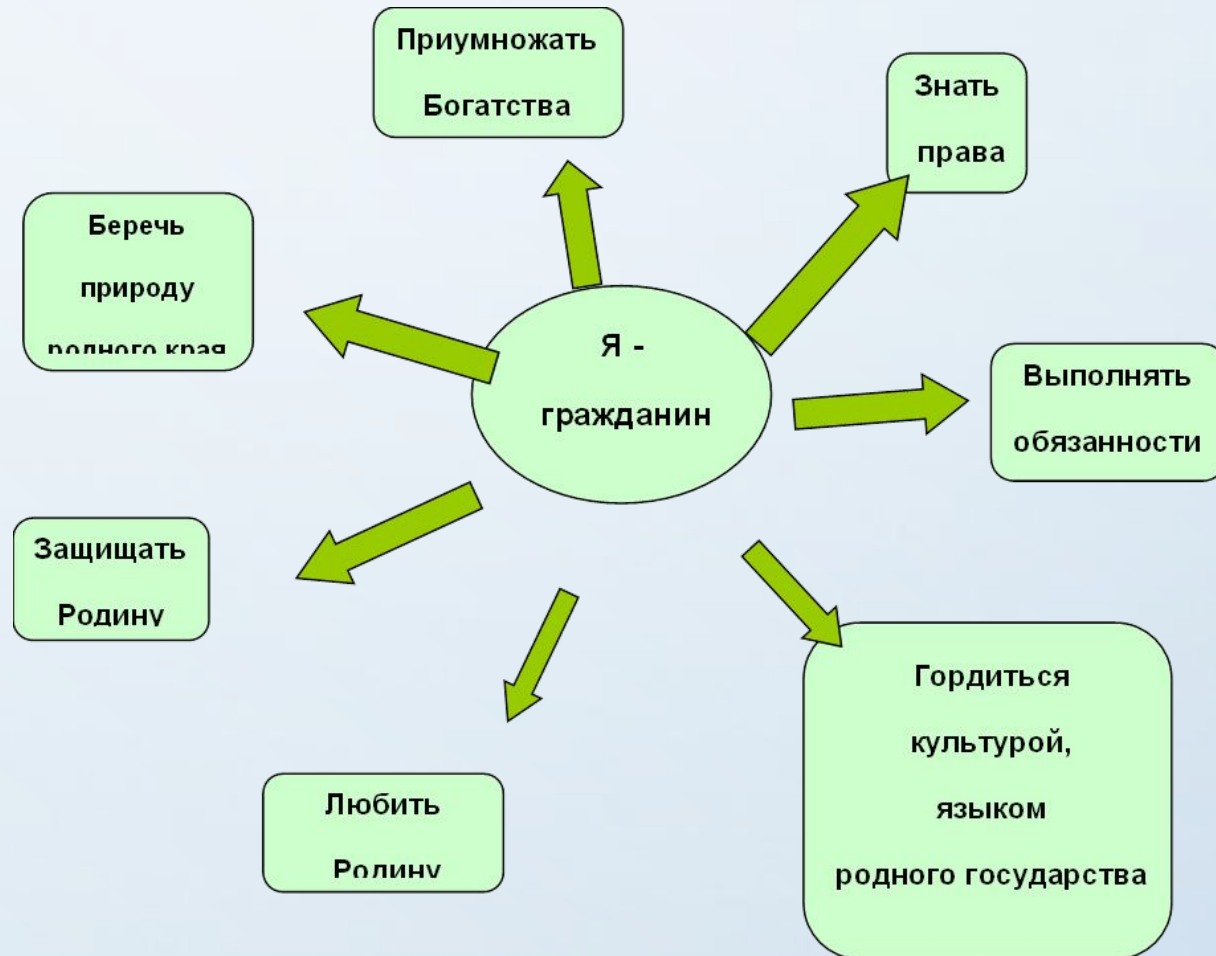 Приумножать
Богатства
Знать
права
Беречь
природу
родного края
Я -
гражданин
Выполнять
обязанности
Защищать
Родину
Гордиться
культурой,
языком
родного государства
Любить
Родину